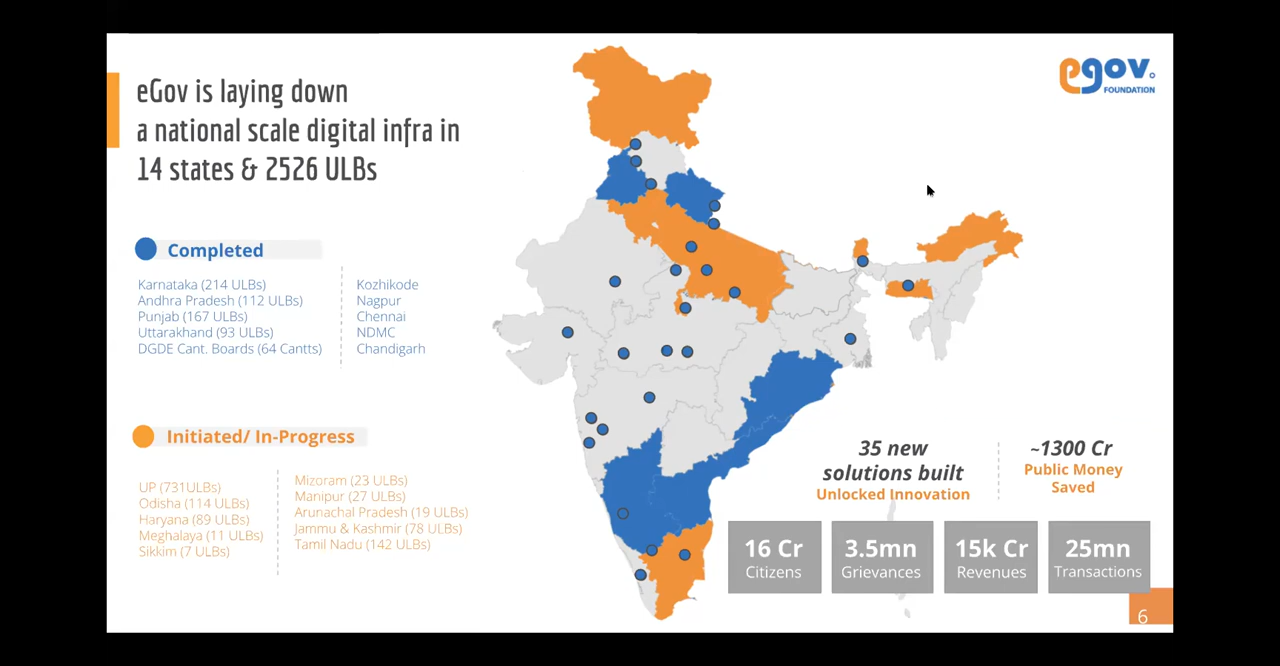 eGov is laying down
a national scale digital infra in
14 states & 2526 ULBs
egov.
FOUNDATION
Completed
Karnataka (214 ULBs)
Andhra Pradesh (112 ULBs)
Punjab (167 ULBs)
Uttarakhand (93 ULBs)
DGDE Cant. Boards (64 Cantts)
Kozhikode
Nagpur
Chennai
NDMC
Chandigarh
Initiated/ In-Progress
UP (731ULBs)
Odisha (114 ULBs)
Haryana (89 ULBs)
Meghalaya (11 ULBs)
Sikkim (7 ULBs)
Mizoram (23 ULBs)
Manipur (27 ULBs)
Arunachal Pradesh (19 ULBs)
Jammu & Kashmir (78 ULBs)
Tamil Nadu (142 ULBs)
35 new
solutions built
Unlocked Innovation
~1300 Cr
Public Money
Saved
16 Cr
Citizens
3.5mn
Grievances
15k Cr
Revenues
25mn
Transactions
6